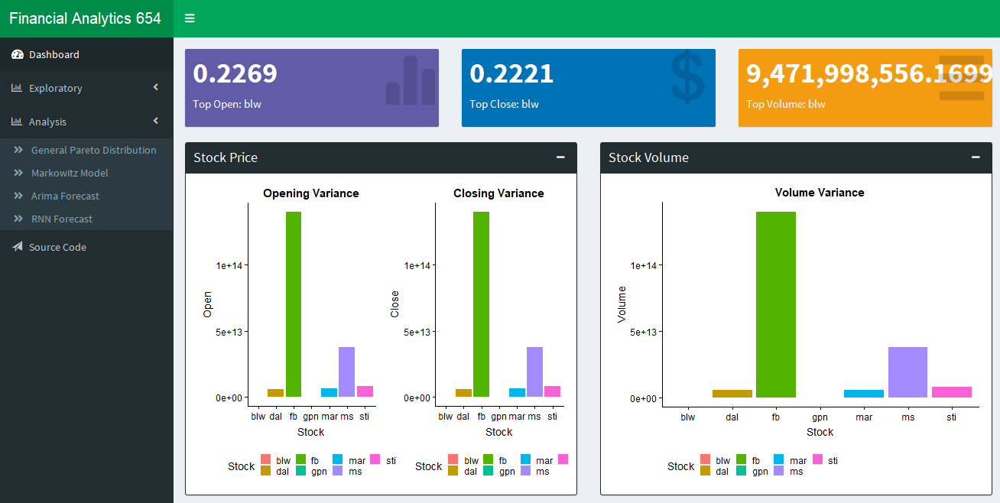 Financial Analytics 654
Dashboard
Exploratory
Analysis
General Pareto Distribution
Markowitz Model
Arima Forecast
RNN Forecast
Source Code
0.2269
Top Open: blw
0.2221
Top Close: blw
$
9,471,998,556.1699
Top Volume: blw
Stock Price
Opening Variance
Open
1e+14
5e+13
0e+00
blw dal fb gpn mar ms sti
Stock
Stock blw fb mar sti
dal gpn ms
Closing Variance
Close
1e+14
5e+13
0e+00
blw dal fb gpn mar ms sti
Stock
Stock blw fb mar
dal gpn ms
Stock Volume
Volume Variance
Volume
1e+14
5e+13
0e+00
blw dal fb gpn mar ms sti
Stock
Stock blw fb mar sti
dal gpn ms